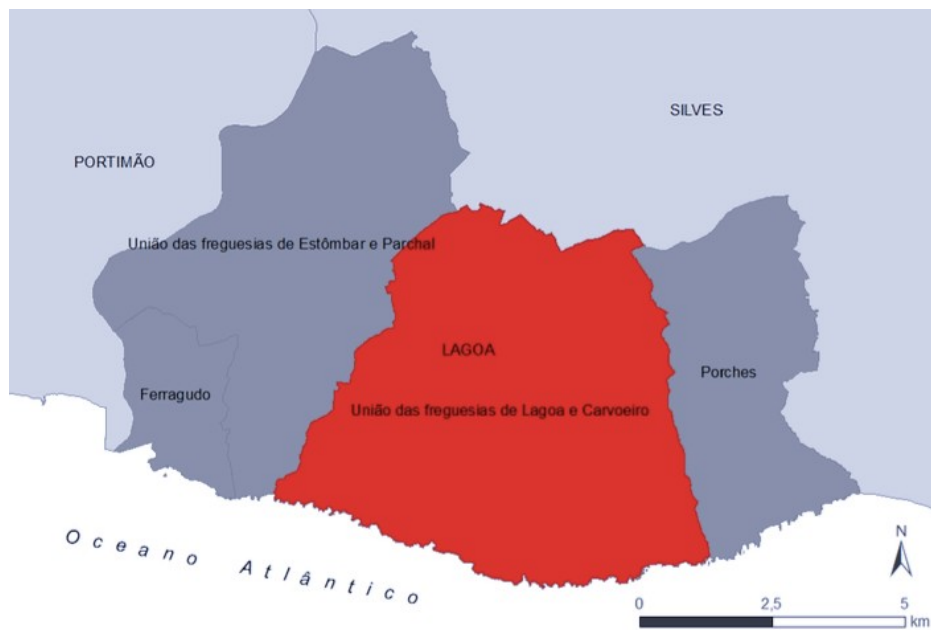 SILVES
PORTIMÃO
União das freguesias de Estômbar e Parchal
LAGOA
Porches
Ferragudo
União das freguesias de Lagoa e Carvoeiro
Oceano Atlântico
N
0 2,5 5
km